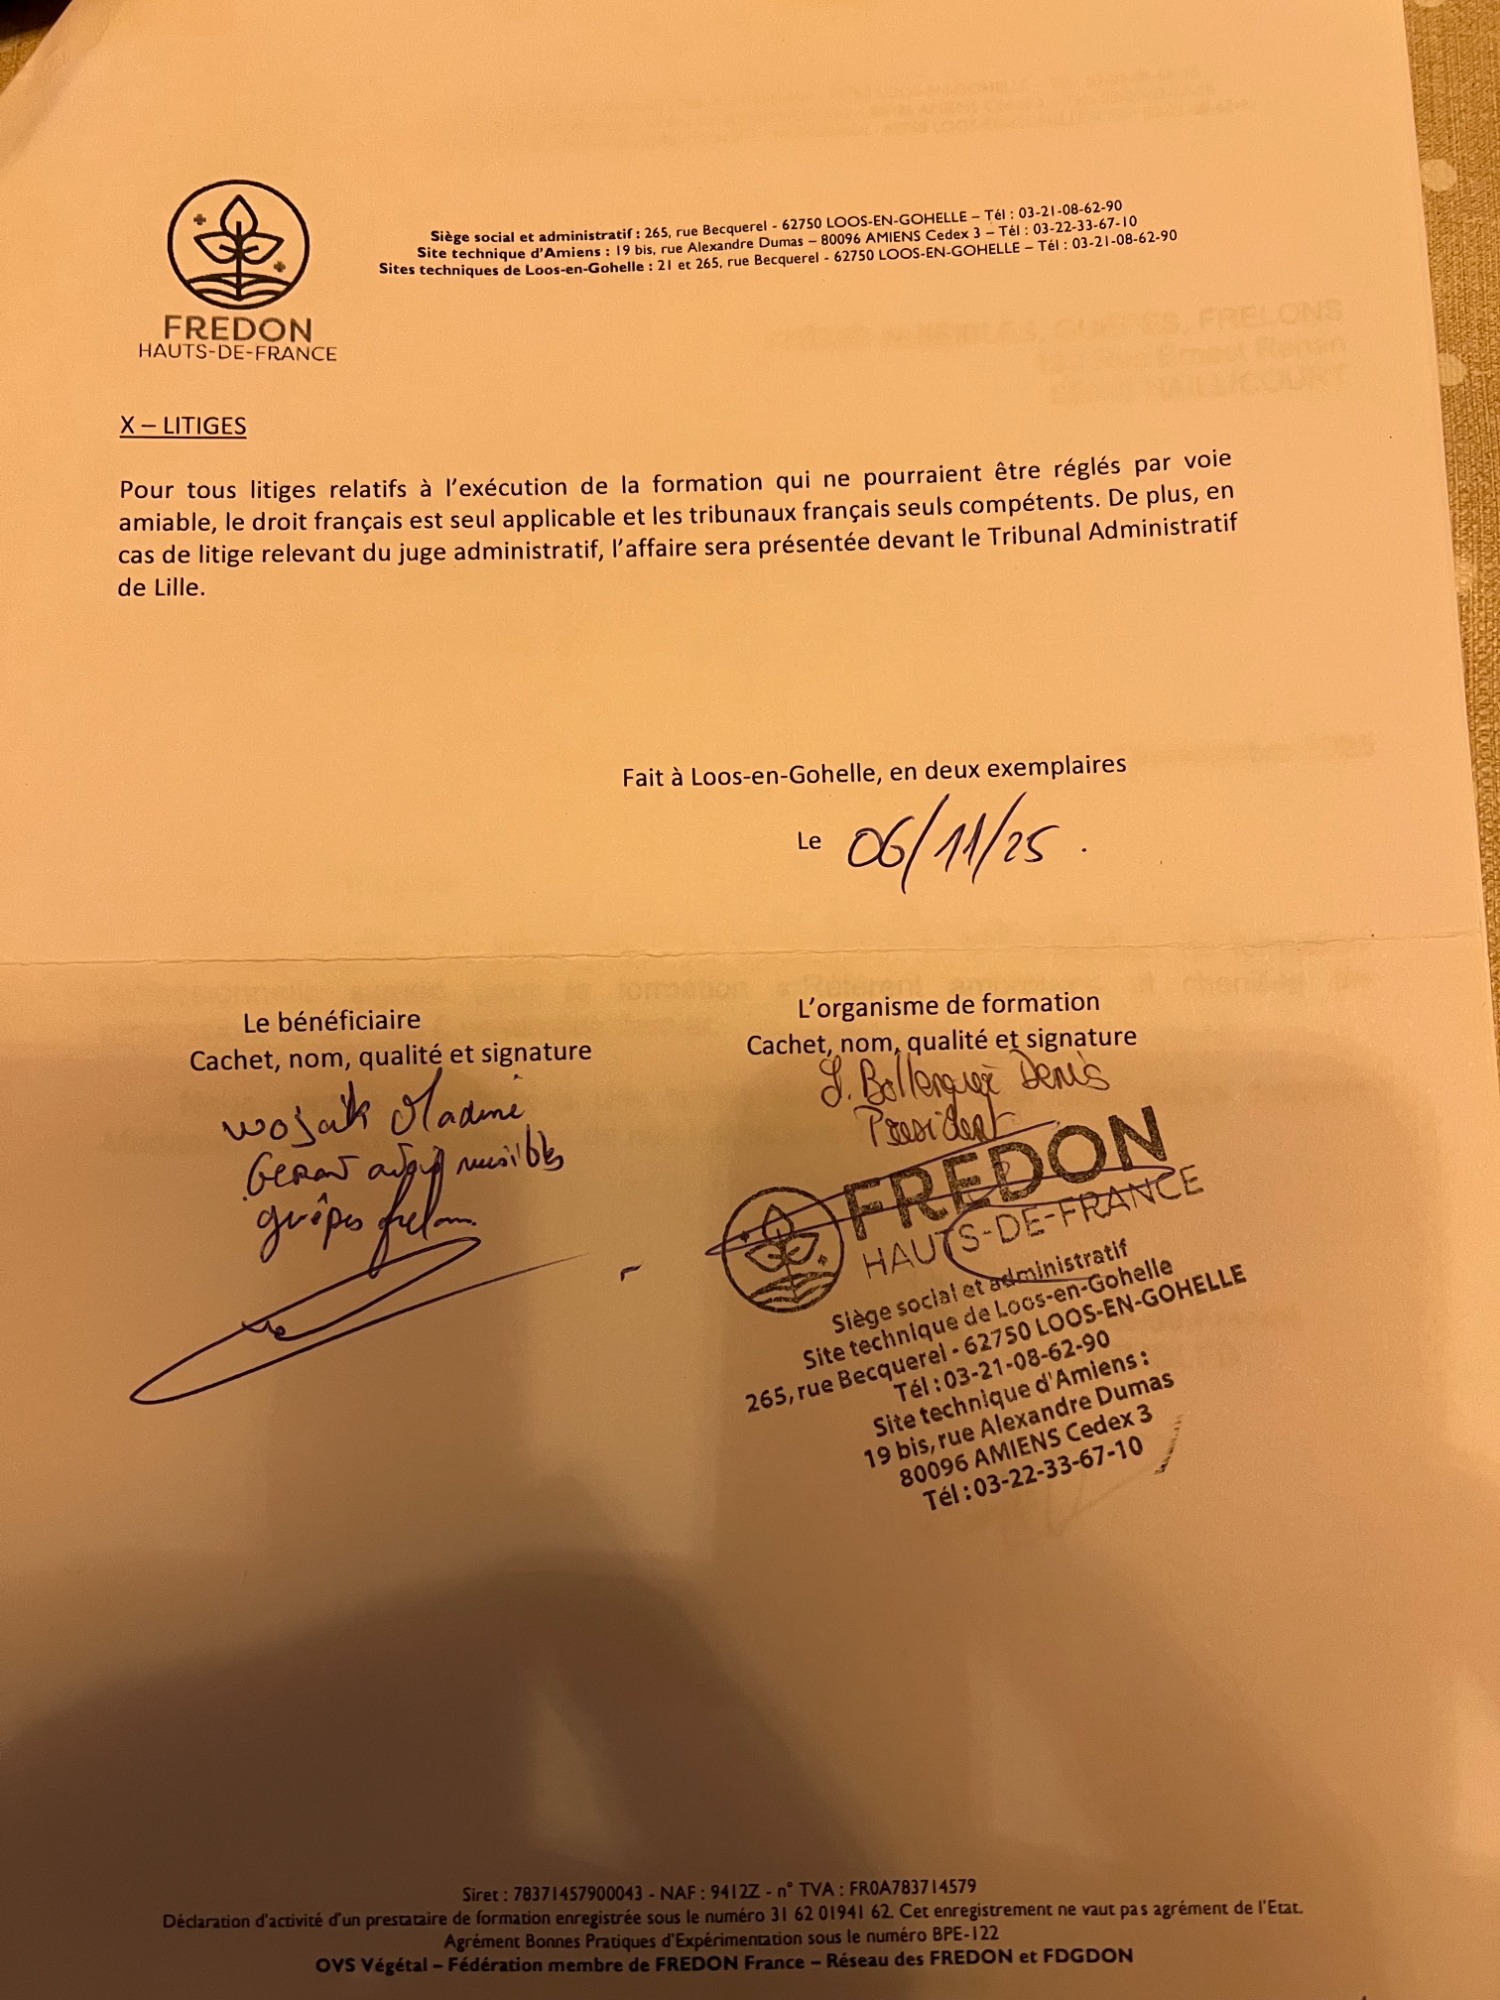 Siège social et administratif : 265, rue Becquerel - 62750 LOOS-EN-GOHELLE – Tél : 03-21-08-62-90
Site technique d'Amiens : 19 bis, rue Alexandre Dumas – 80096 AMIENS Cedex 3 – Tél : 03-22-33-67-10
Sites techniques de Loos-en-Gohelle : 21 et 265, rue Becquerel - 62750 LOOS-EN-GOHELLE – Tél : 03-21-08-62-90
FREDON
HAUTS-DE-FRANCE
X – LITIGES
Pour tous litiges relatifs à l'exécution de la formation qui ne pourraient être réglés par voie
amiable, le droit français est seul applicable et les tribunaux français seuls compétents. De plus, en
cas de litige relevant du juge administratif, l'affaire sera présentée devant le Tribunal Administratif
de Lille.
Fait à Loos-en-Gohelle, en deux exemplaires
Le 06/11/25.
Le bénéficiaire
Cachet, nom, qualité et signature
nuisibles
guêpes
L'organisme de formation
Cachet, nom, qualité et signature
Denis
President
FREDON
HAUTS-DE-FRANCE
Siège social et administratif
Site technique de Loos-en-Gohelle
265, rue Becquerel - 62750 LOOS-EN-GOHELLE
Tél : 03-21-08-62-90
Site technique d'Amiens :
19 bis, rue Alexandre Dumas
80096 AMIENS Cedex 3
Tél : 03-22-33-67-10
Siret : 78371457900043 - NAF : 9412Z - n° TVA : FR0A783714579
Déclaration d'activité d'un prestataire de formation enregistrée sous le numéro 31 62 01941 62. Cet enregistrement ne vaut pas agrément de l'Etat.
Agrément Bonnes Pratiques d'Expérimentation sous le numéro BPE-122
OVS Végétal – Fédération membre de FREDON France – Réseau des FREDON et FDGDON